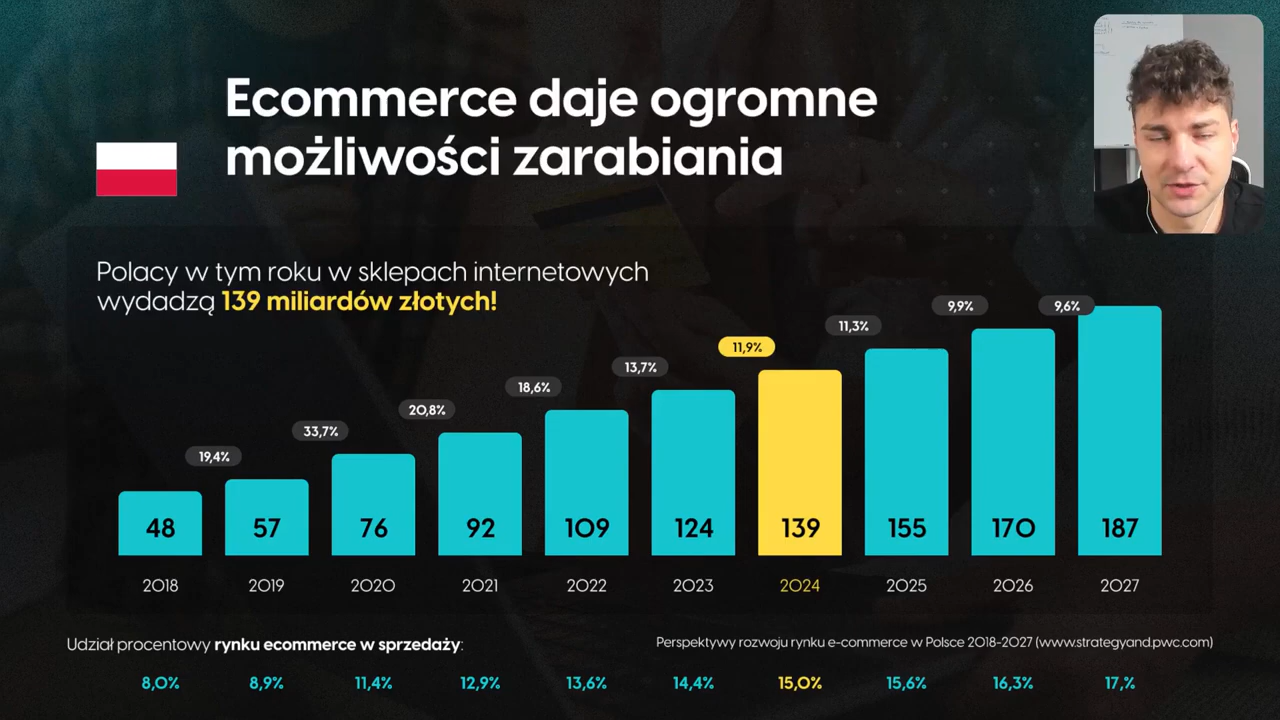 Ecommerce daje ogromne
możliwości zarabiania
Polacy w tym roku w sklepach internetowych
wydadzą 139 miliardów złotych!
19,4% 33,7% 20,8% 18,6% 13,7% 11,9% 11,3% 9,9% 9,6%
48 57 76 92 109 124 139 155 170 187
2018 2019 2020 2021 2022 2023 2024 2025 2026 2027
Udział procentowy rynku ecommerce w sprzedaży:
Perspektywy rozwoju rynku e-commerce w Polsce 2018-2027 (www.strategyand.pwc.com)
8,0% 8,9% 11,4% 12,9% 13,6% 14,4% 15,0% 15,6% 16,3% 17,%